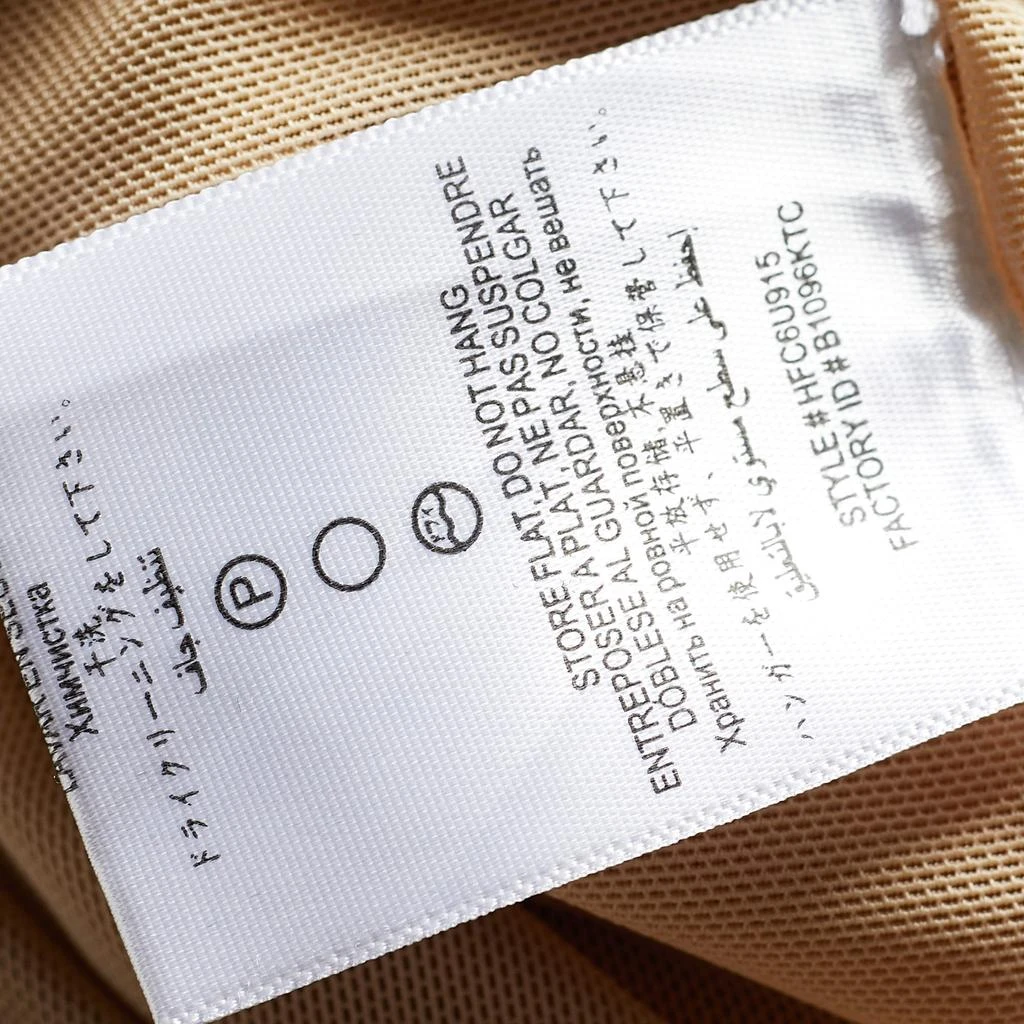 Химичистка
干洗
ドライクリーニングをして下さい。
تنظيف جاف
P
STORE FLAT, DO NOT HANG
ENTREPOSER A PLAT, NE PAS SUSPENDRE
DOBLESE AL GUARDAR, NO COLGAR
Хранить на ровной поверхности, не вешать
平放存储，不悬挂
ハンガーを使用せず、平置きで保管して下さい。
STYLE # HFC6U915
FACTORY ID # B1096KTC